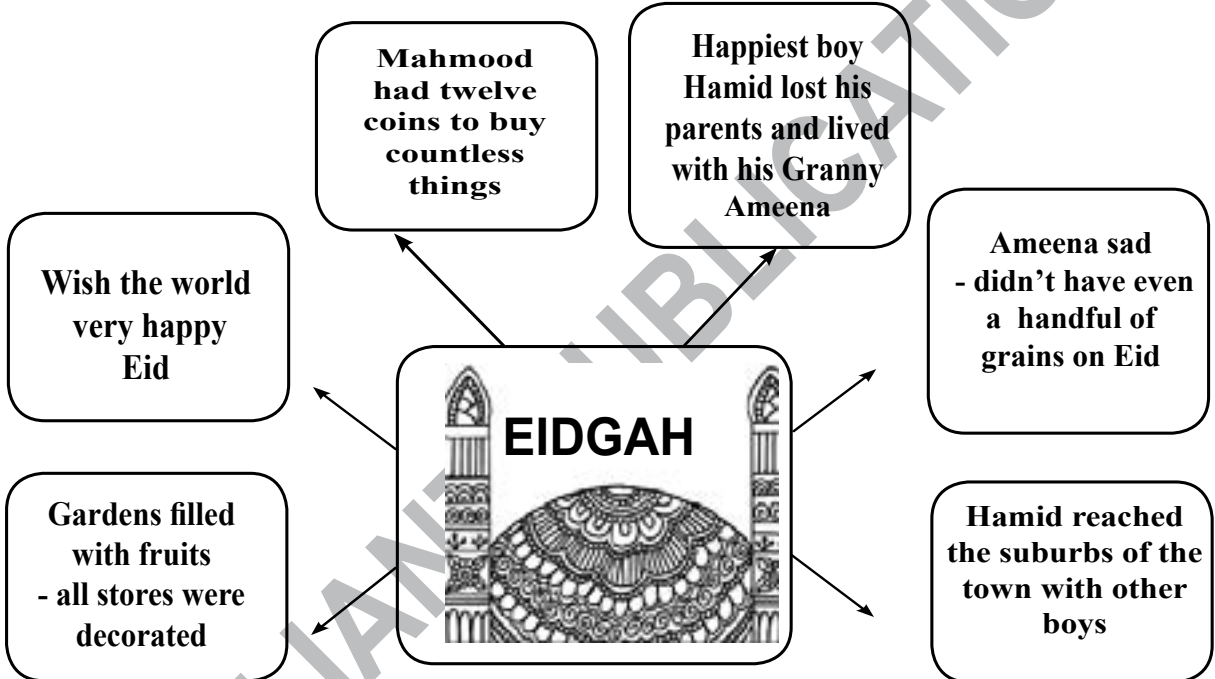 Mahmood
had twelve
coins to buy
countless
things
Happiest boy
Hamid lost his
parents and lived
with his Granny
Ameena
Wish the world
very happy
Eid
Ameena sad
- didn’t have even
a handful of
grains on Eid
EIDGAH
Gardens filled
with fruits
- all stores were
decorated
Hamid reached
the suburbs of the
town with other
boys